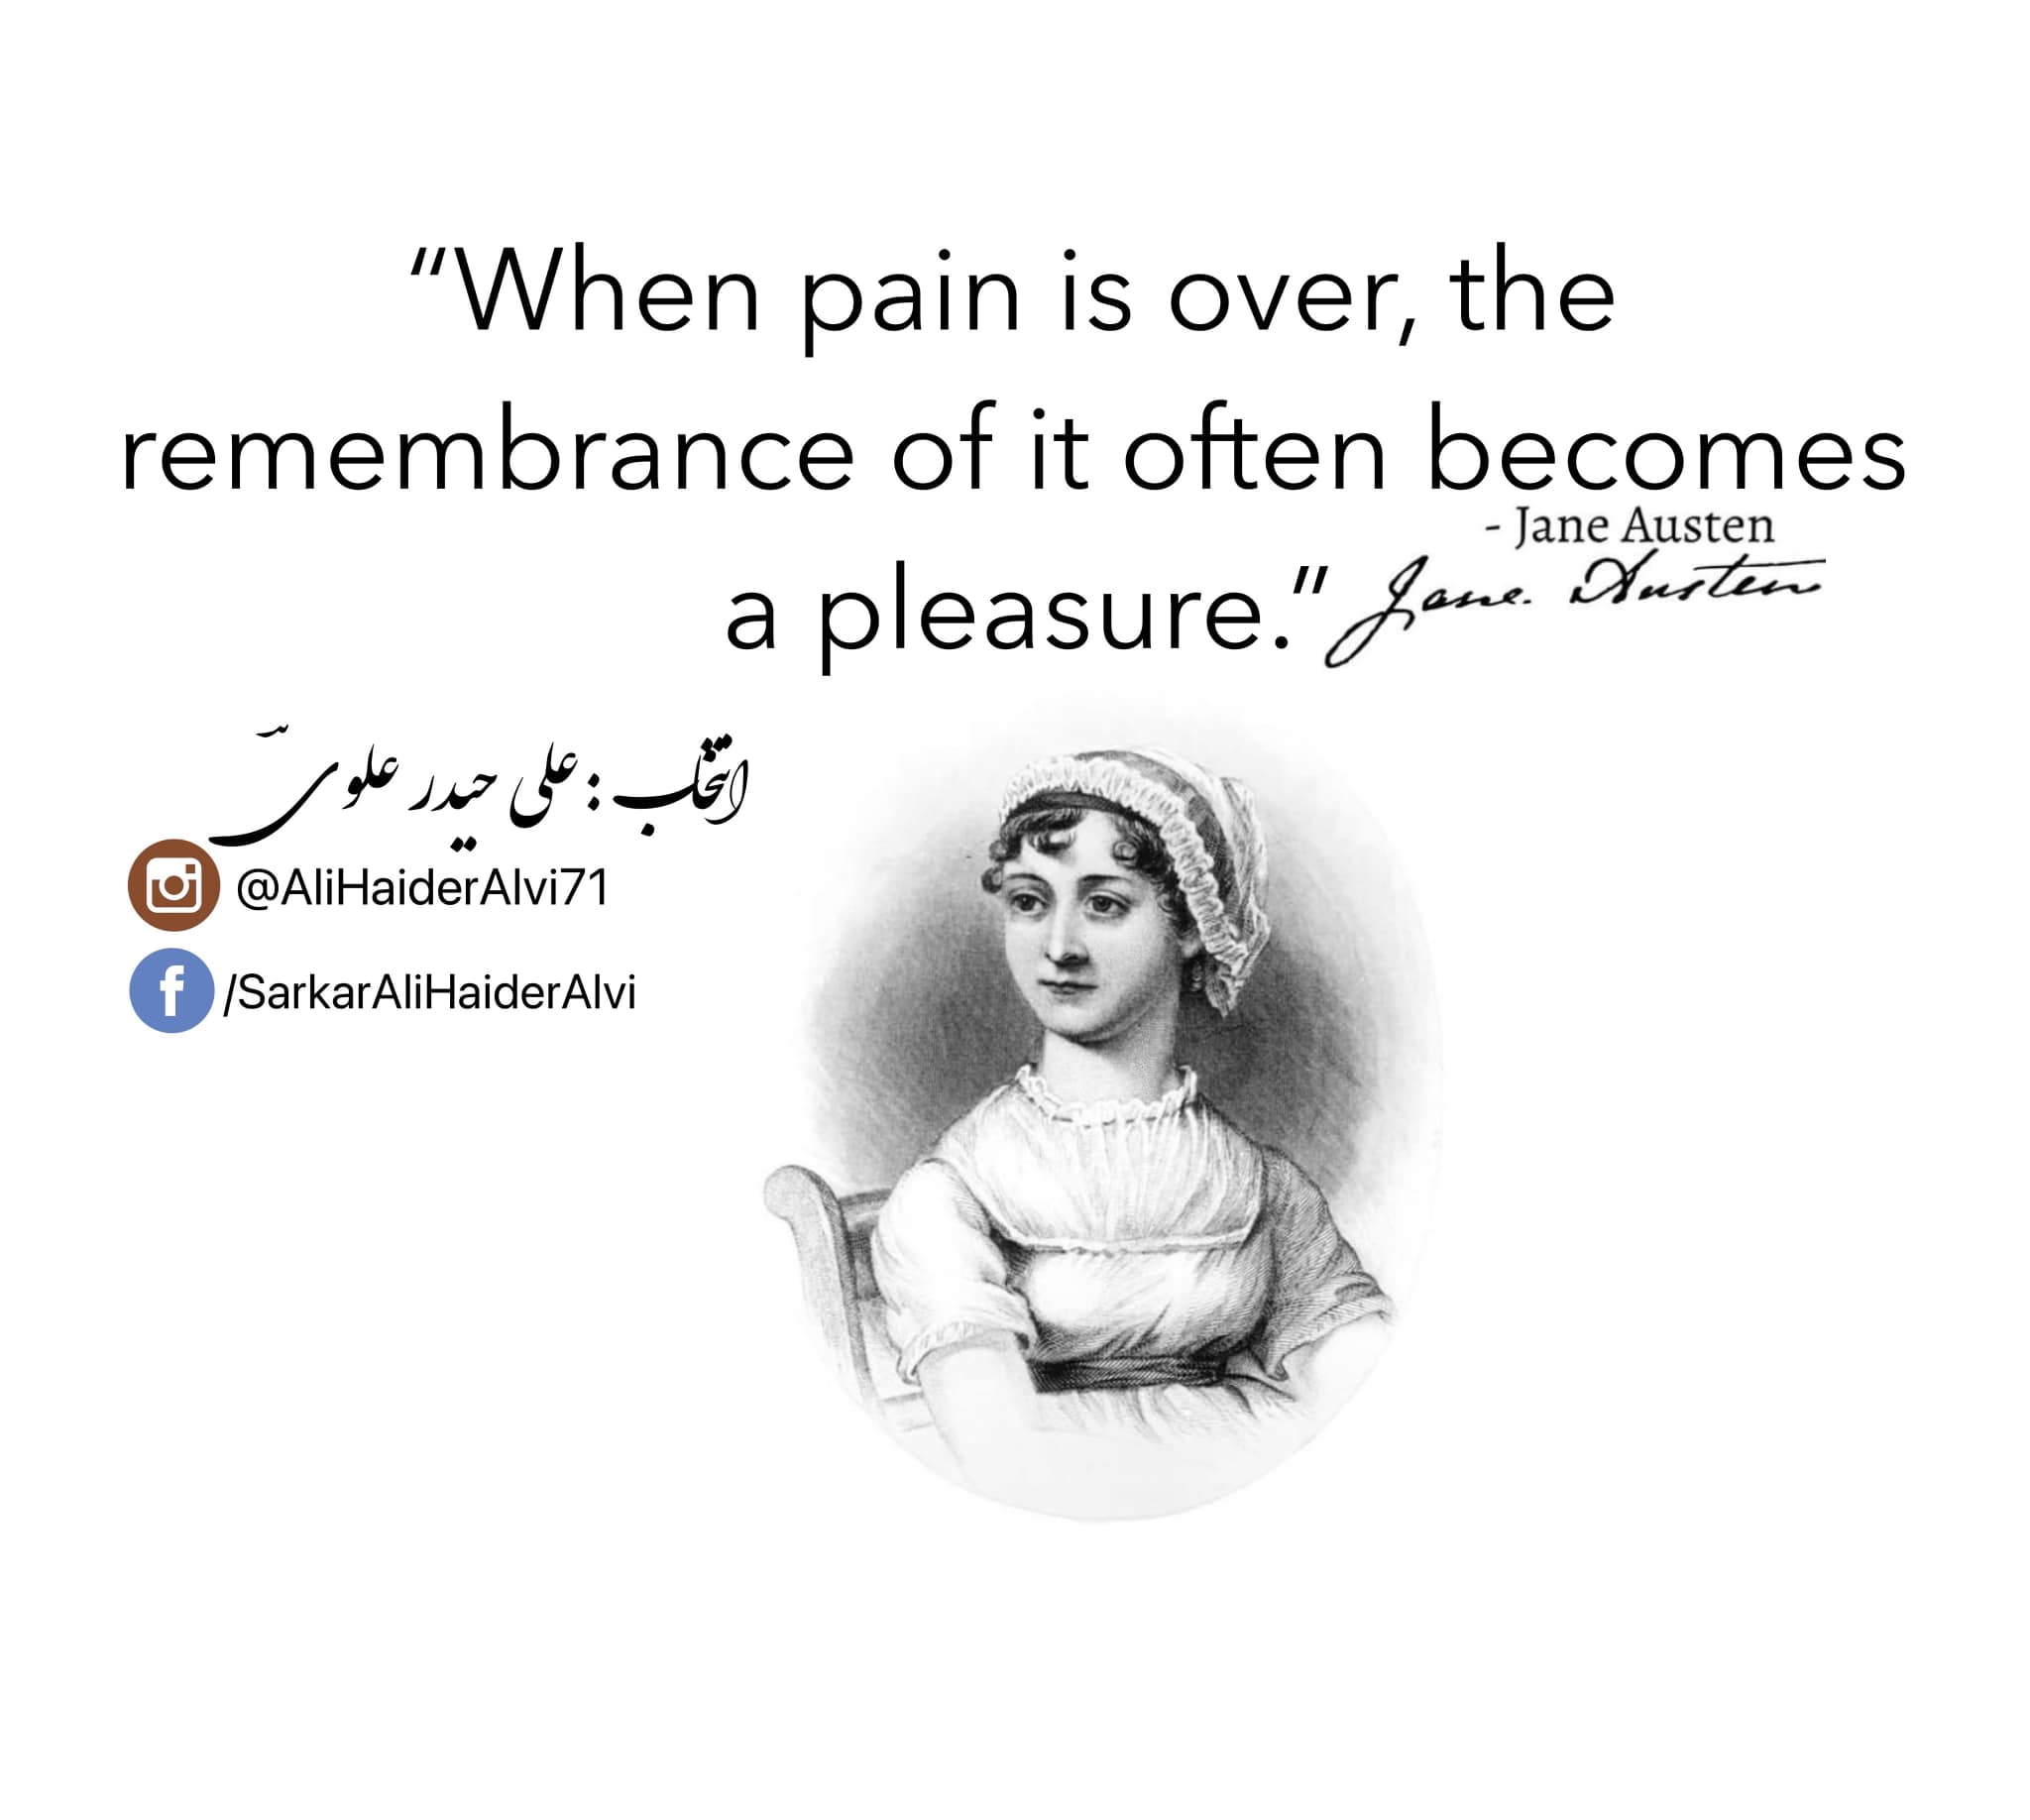 “When pain is over, the
remembrance of it often becomes
a pleasure.”
- Jane Austen
Jane Austen
انتخاب : علی حیدر علوی
@AliHaiderAlvi71
f /SarkarAliHaiderAlvi